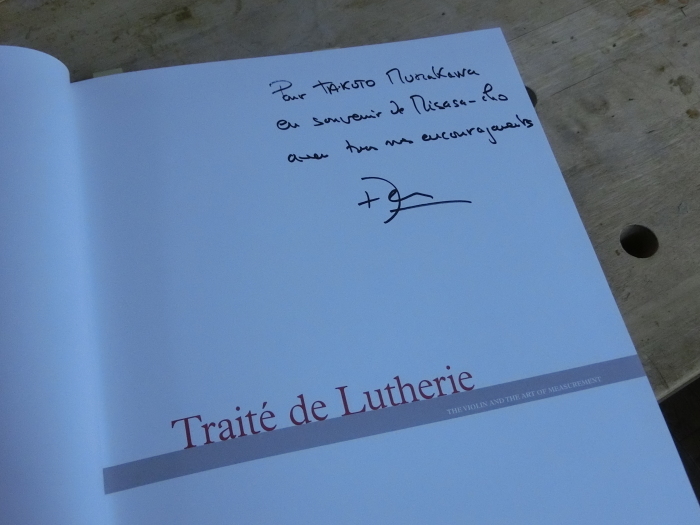 Pour TAKUTO Murakawa
en souvenir de Misasa-cho
avec tous mes encouragements
Traité de Lutherie
THE VIOLIN AND THE ART OF MEASUREMENT